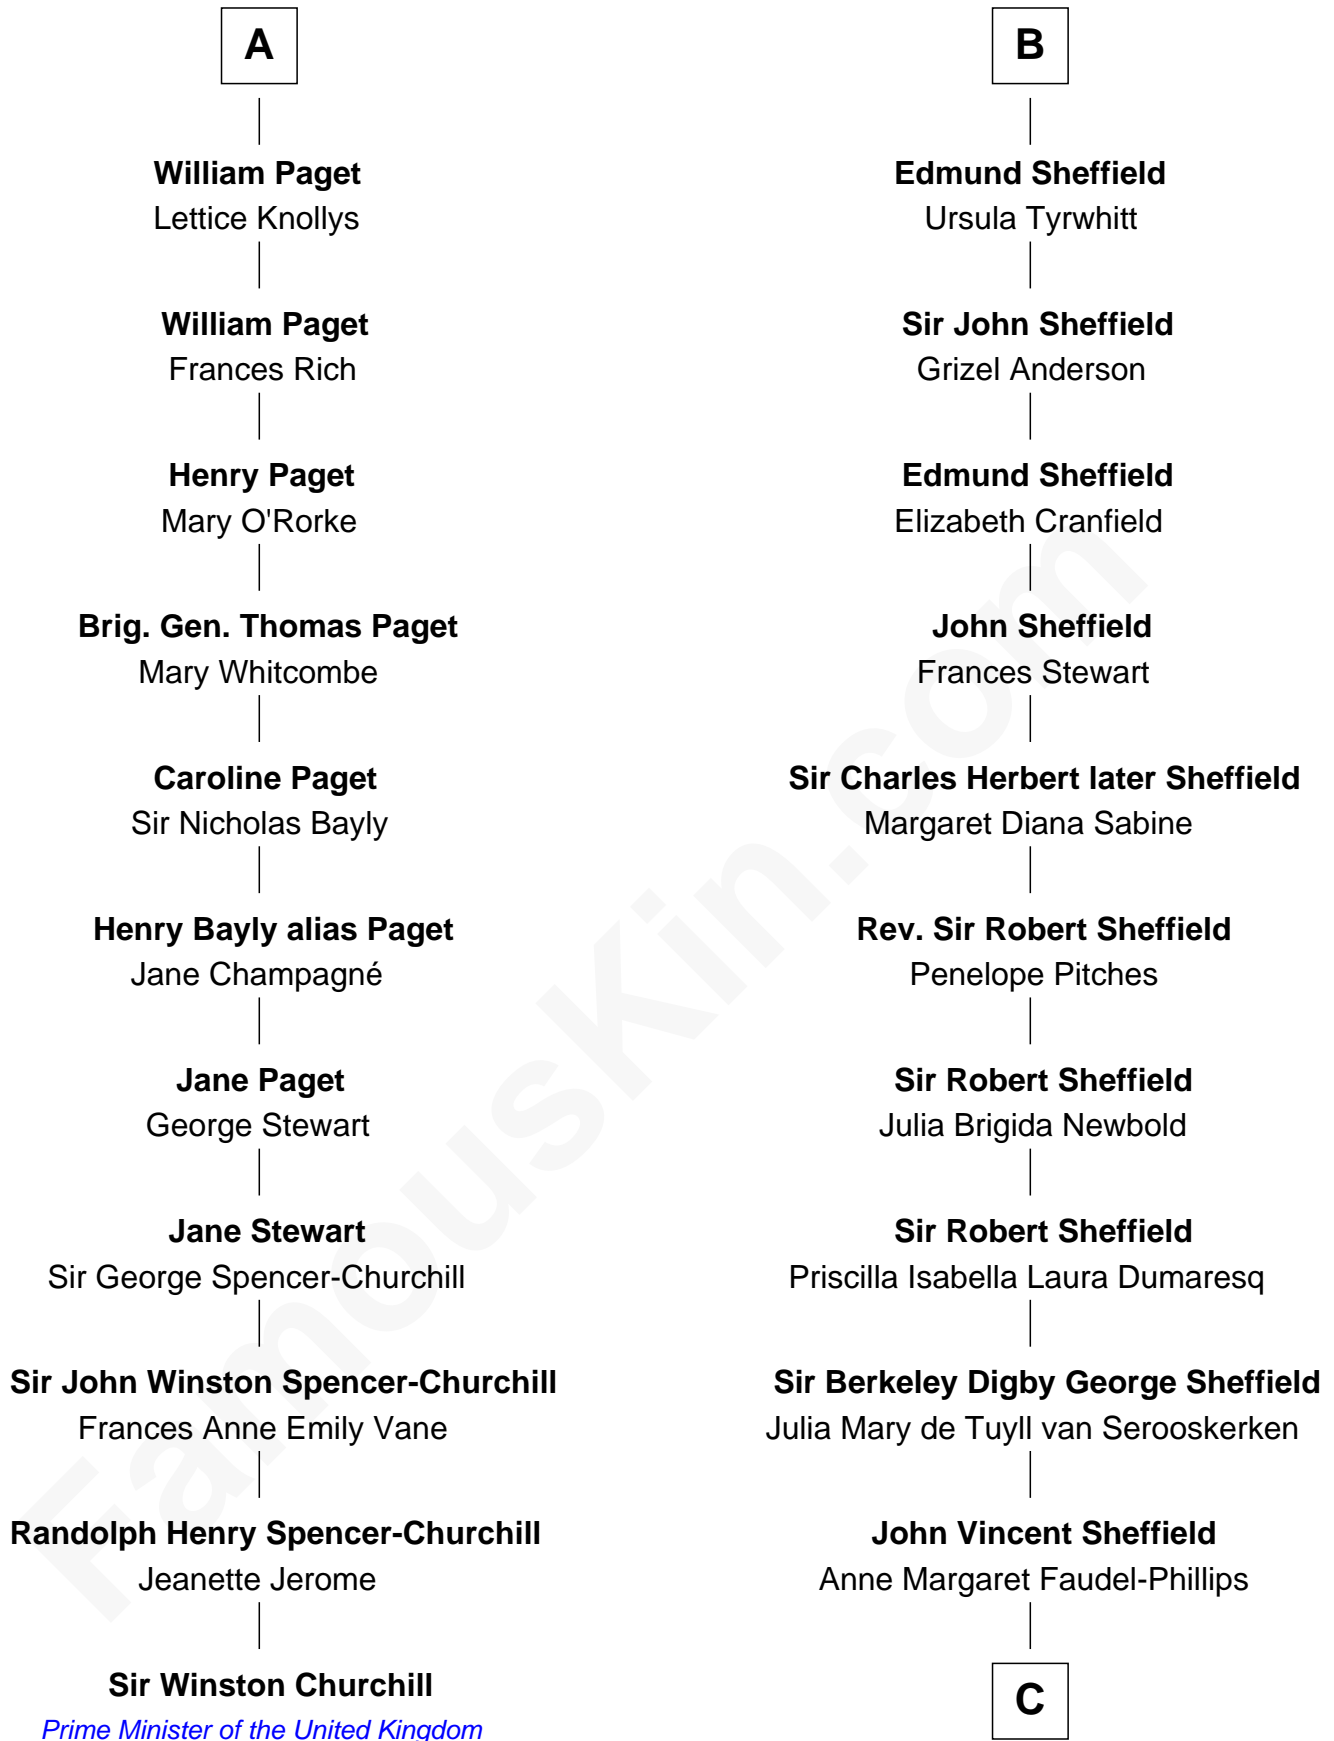 A
William Paget
Lettice Knollys
William Paget
Frances Rich
Henry Paget
Mary O'Rorke
Brig. Gen. Thomas Paget
Mary Whitcombe
Caroline Paget
Sir Nicholas Bayly
Henry Bayly alias Paget
Jane Champagné
Jane Paget
George Stewart
Jane Stewart
Sir George Spencer-Churchill
Sir John Winston Spencer-Churchill
Frances Anne Emily Vane
Randolph Henry Spencer-Churchill
Jeanette Jerome
Sir Winston Churchill
Prime Minister of the United Kingdom
B
Edmund Sheffield
Ursula Tyrwhitt
Sir John Sheffield
Grizel Anderson
Edmund Sheffield
Elizabeth Cranfield
John Sheffield
Frances Stewart
Sir Charles Herbert later Sheffield
Margaret Diana Sabine
Rev. Sir Robert Sheffield
Penelope Pitches
Sir Robert Sheffield
Julia Brigida Newbold
Sir Robert Sheffield
Priscilla Isabella Laura Dumaresq
Sir Berkeley Digby George Sheffield
Julia Mary de Tuyll van Serooskerken
John Vincent Sheffield
Anne Margaret Faudel-Phillips
C
FamousKin.com